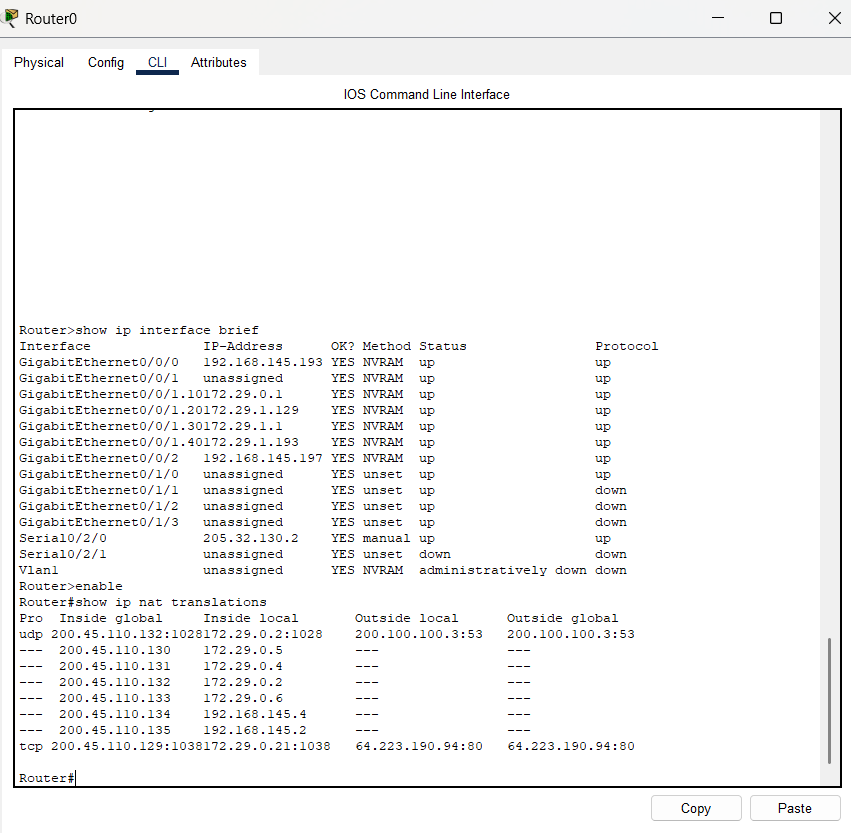 Router0
Physical Config CLI Attributes
IOS Command Line Interface
Router>show ip interface brief
Interface              IP-Address      OK? Method Status                Protocol
GigabitEthernet0/0/0   192.168.145.193 YES NVRAM  up                    up
GigabitEthernet0/0/1   unassigned      YES NVRAM  up                    up
GigabitEthernet0/0/1.10172.29.0.1      YES NVRAM  up                    up
GigabitEthernet0/0/1.20172.29.1.129    YES NVRAM  up                    up
GigabitEthernet0/0/1.30172.29.1.1      YES NVRAM  up                    up
GigabitEthernet0/0/1.40172.29.1.193    YES NVRAM  up                    up
GigabitEthernet0/0/2   192.168.145.197 YES NVRAM  up                    up
GigabitEthernet0/1/0   unassigned      YES unset  up                    up
GigabitEthernet0/1/1   unassigned      YES unset  up                    down
GigabitEthernet0/1/2   unassigned      YES unset  up                    down
GigabitEthernet0/1/3   unassigned      YES unset  up                    down
Serial0/2/0            205.32.130.2    YES manual up                    up
Serial0/2/1            unassigned      YES unset  down                  down
Vlan1                  unassigned      YES NVRAM  administratively down down
Router>enable
Router#show ip nat translations
Pro  Inside global     Inside local       Outside local      Outside global
udp 200.45.110.132:1028172.29.0.2:1028    200.100.100.3:53   200.100.100.3:53
---  200.45.110.130    172.29.0.5         ---                ---
---  200.45.110.131    172.29.0.4         ---                ---
---  200.45.110.132    172.29.0.2         ---                ---
---  200.45.110.133    172.29.0.6         ---                ---
---  200.45.110.134    192.168.145.4      ---                ---
---  200.45.110.135    192.168.145.2      ---                ---
tcp 200.45.110.129:1038172.29.0.21:1038   64.223.190.94:80   64.223.190.94:80
Router#
Copy Paste